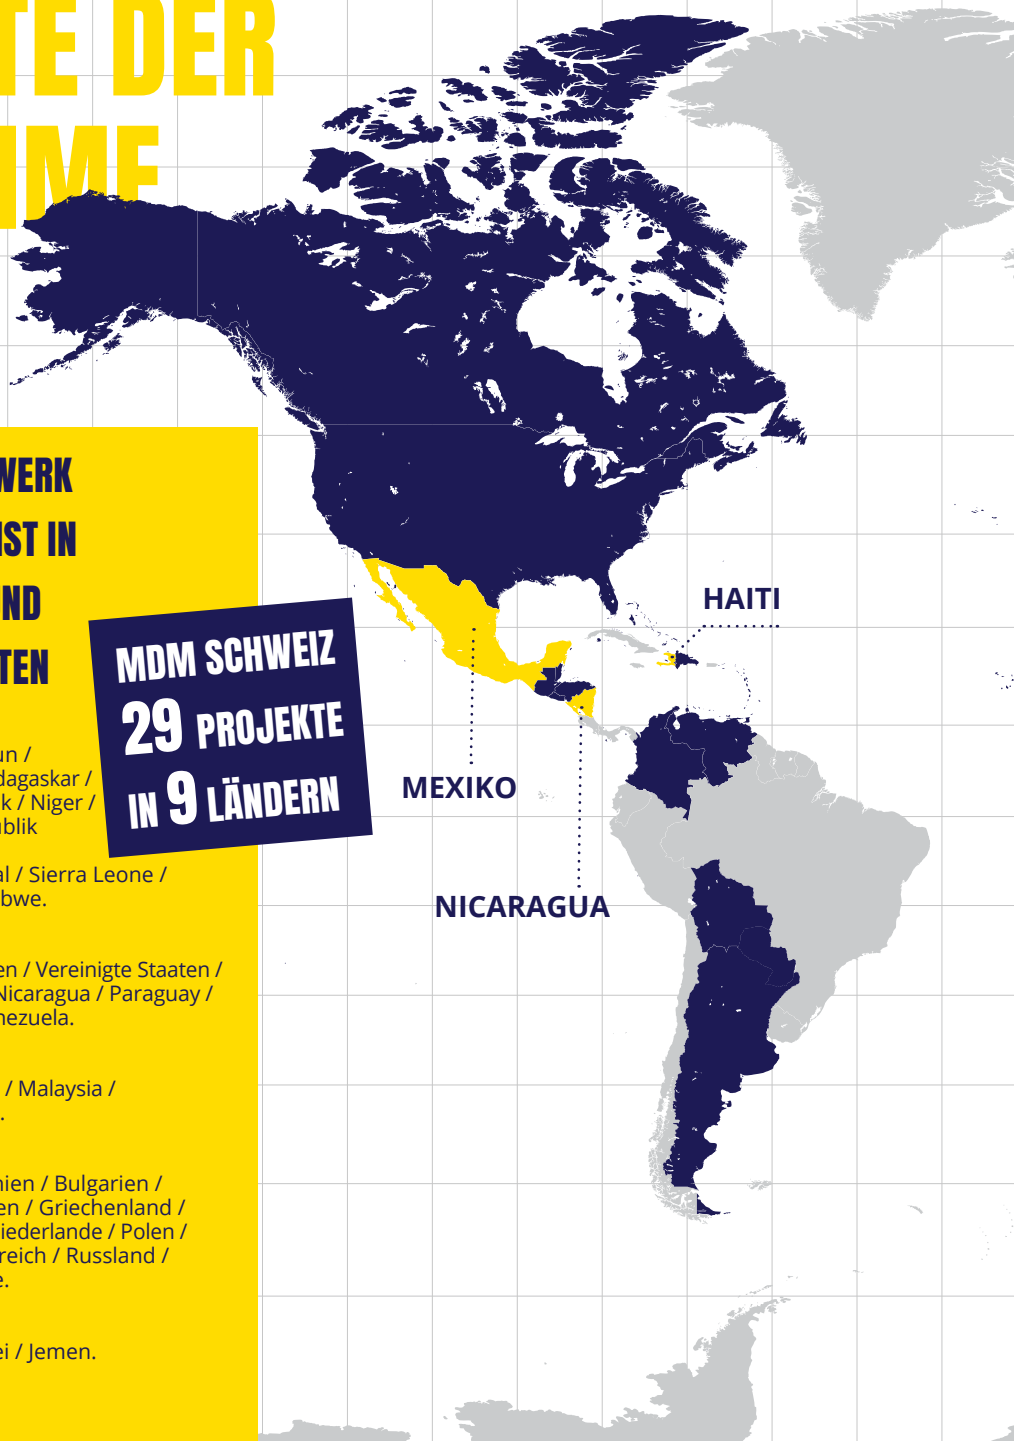 TE DER
WERK
IST IN
ND
TEN
MDM SCHWEIZ
29 PROJEKTE
IN 9 LÄNDERN
HAITI
MEXIKO
NICARAGUA
un /
dagaskar /
k / Niger /
ublik
al / Sierra Leone /
bwe.
en / Vereinigte Staaten /
Nicaragua / Paraguay /
nezuela.
/ Malaysia /
.
nien / Bulgarien /
en / Griechenland /
iederlande / Polen /
reich / Russland /
e.
ei / Jemen.